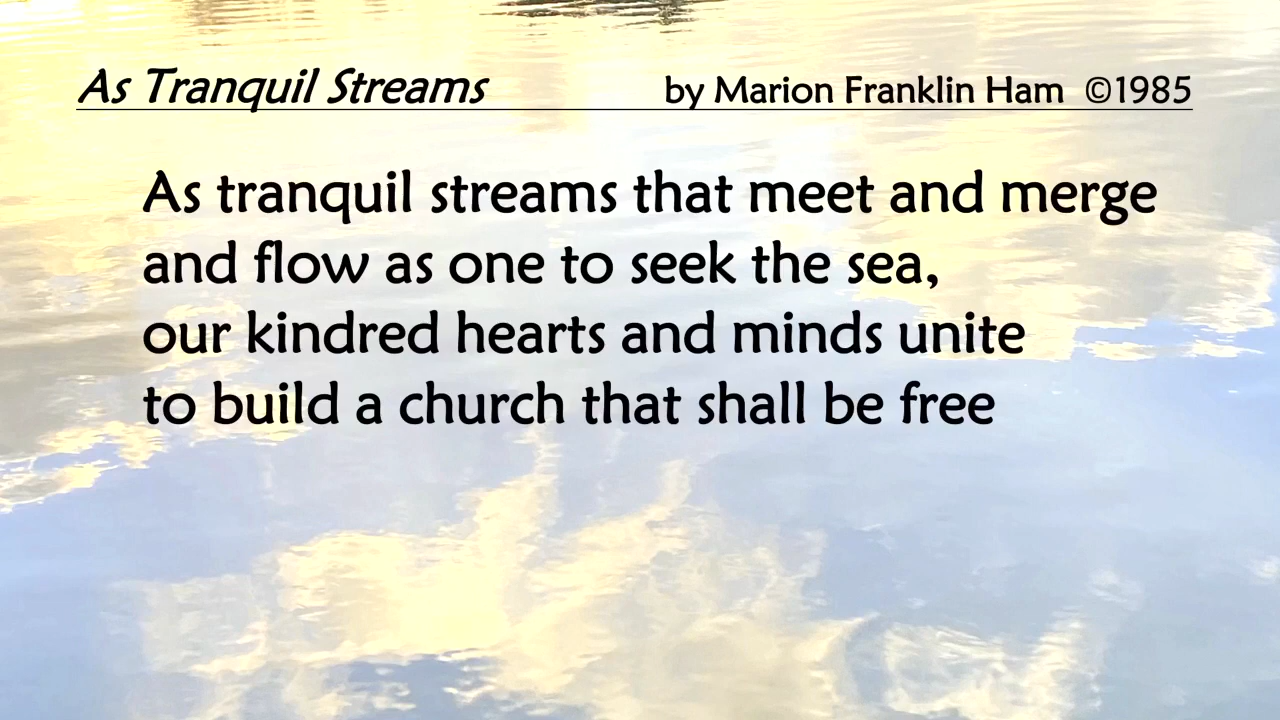 As Tranquil Streams by Marion Franklin Ham ©1985
As tranquil streams that meet and merge
and flow as one to seek the sea,
our kindred hearts and minds unite
to build a church that shall be free